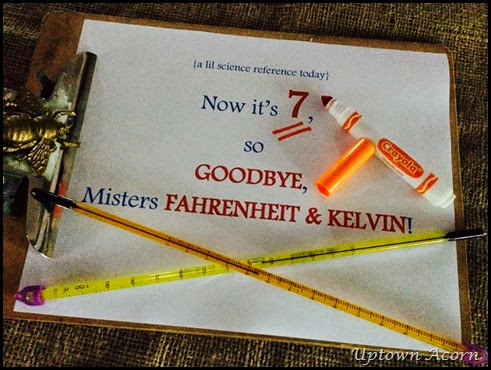 {a lil science reference today}
Now it's 7,
so
GOODBYE,
Misters FAHRENHEIT & KELVIN!
Crayola
Uptown Acorn